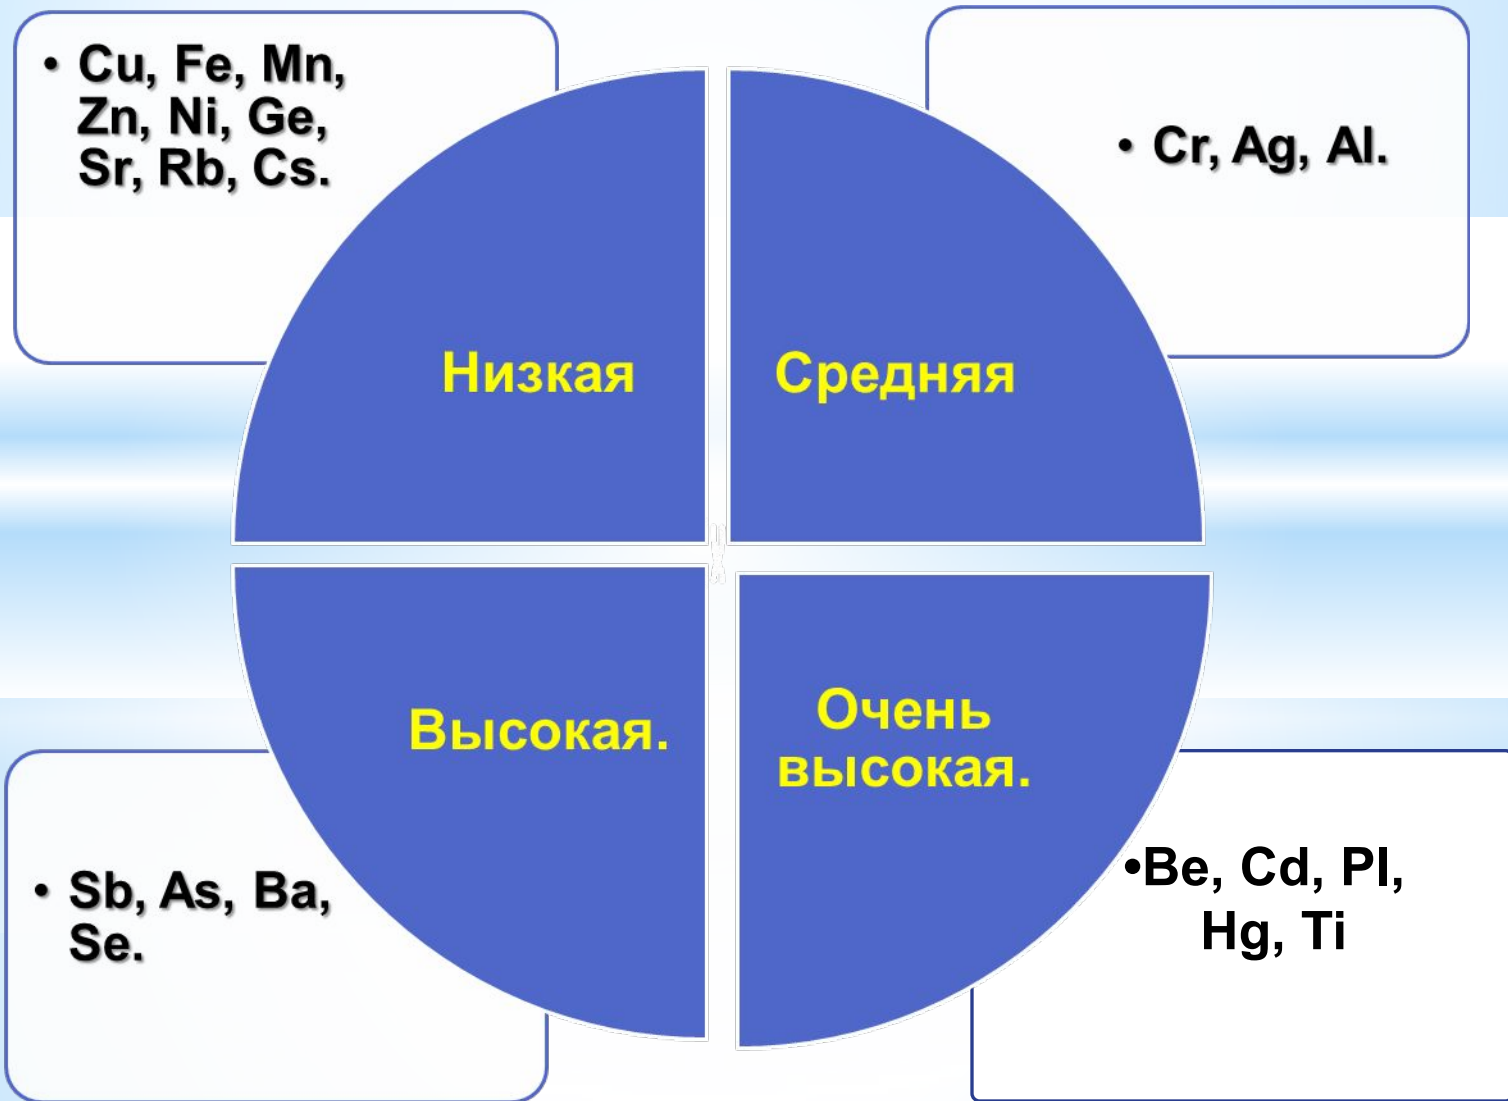 • Cu, Fe, Mn,
Zn, Ni, Ge,
Sr, Rb, Cs.
• Cr, Ag, Al.
Низкая
Средняя
Высокая.
Очень
высокая.
• Sb, As, Ba,
Se.
•Be, Cd, Pl,
Hg, Ti